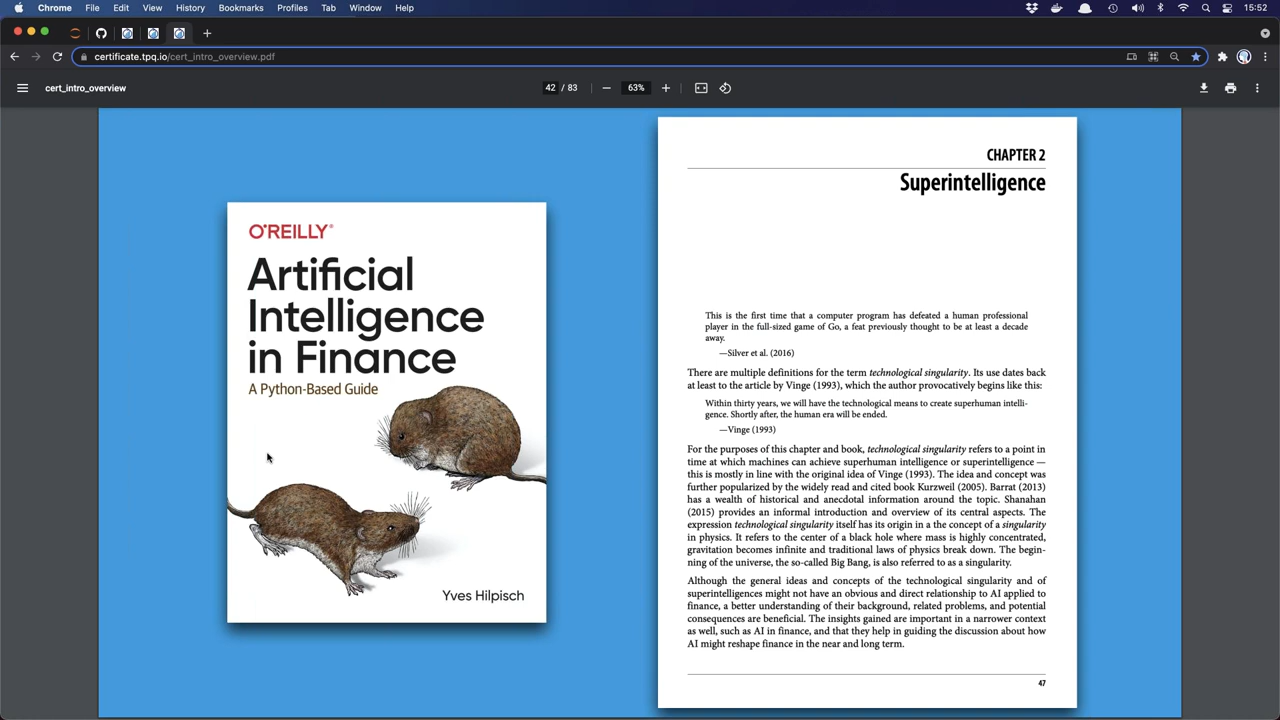 Chrome File Edit View History Bookmarks Profiles Tab Window Help 15:52
certificate.tpq.io/cert_intro_overview.pdf
cert_intro_overview 42 / 83 63%
O'REILLY®
Artificial
Intelligence
in Finance
A Python-Based Guide
Yves Hilpisch
CHAPTER 2
Superintelligence
This is the first time that a computer program has defeated a human professional
player in the full-sized game of Go, a feat previously thought to be at least a decade
away.
—Silver et al. (2016)
There are multiple definitions for the term technological singularity. Its use dates back
at least to the article by Vinge (1993), which the author provocatively begins like this:
Within thirty years, we will have the technological means to create superhuman intelli-
gence. Shortly after, the human era will be ended.
—Vinge (1993)
For the purposes of this chapter and book, technological singularity refers to a point in
time at which machines can achieve superhuman intelligence or superintelligence —
this is mostly in line with the original idea of Vinge (1993). The idea and concept was
further popularized by the widely read and cited book Kurzweil (2005). Barrat (2013)
has a wealth of historical and anecdotal information around the topic. Shanahan
(2015) provides an informal introduction and overview of its central aspects. The
expression technological singularity itself has its origin in a the concept of a singularity
in physics. It refers to the center of a black hole where mass is highly concentrated,
gravitation becomes infinite and traditional laws of physics break down. The begin-
ning of the universe, the so-called Big Bang, is also referred to as a singularity.
Although the general ideas and concepts of the technological singularity and of
superintelligences might not have an obvious and direct relationship to AI applied to
finance, a better understanding of their background, related problems, and potential
consequences are beneficial. The insights gained are important in a narrower context
as well, such as AI in finance, and that they help in guiding the discussion about how
AI might reshape finance in the near and long term.
47